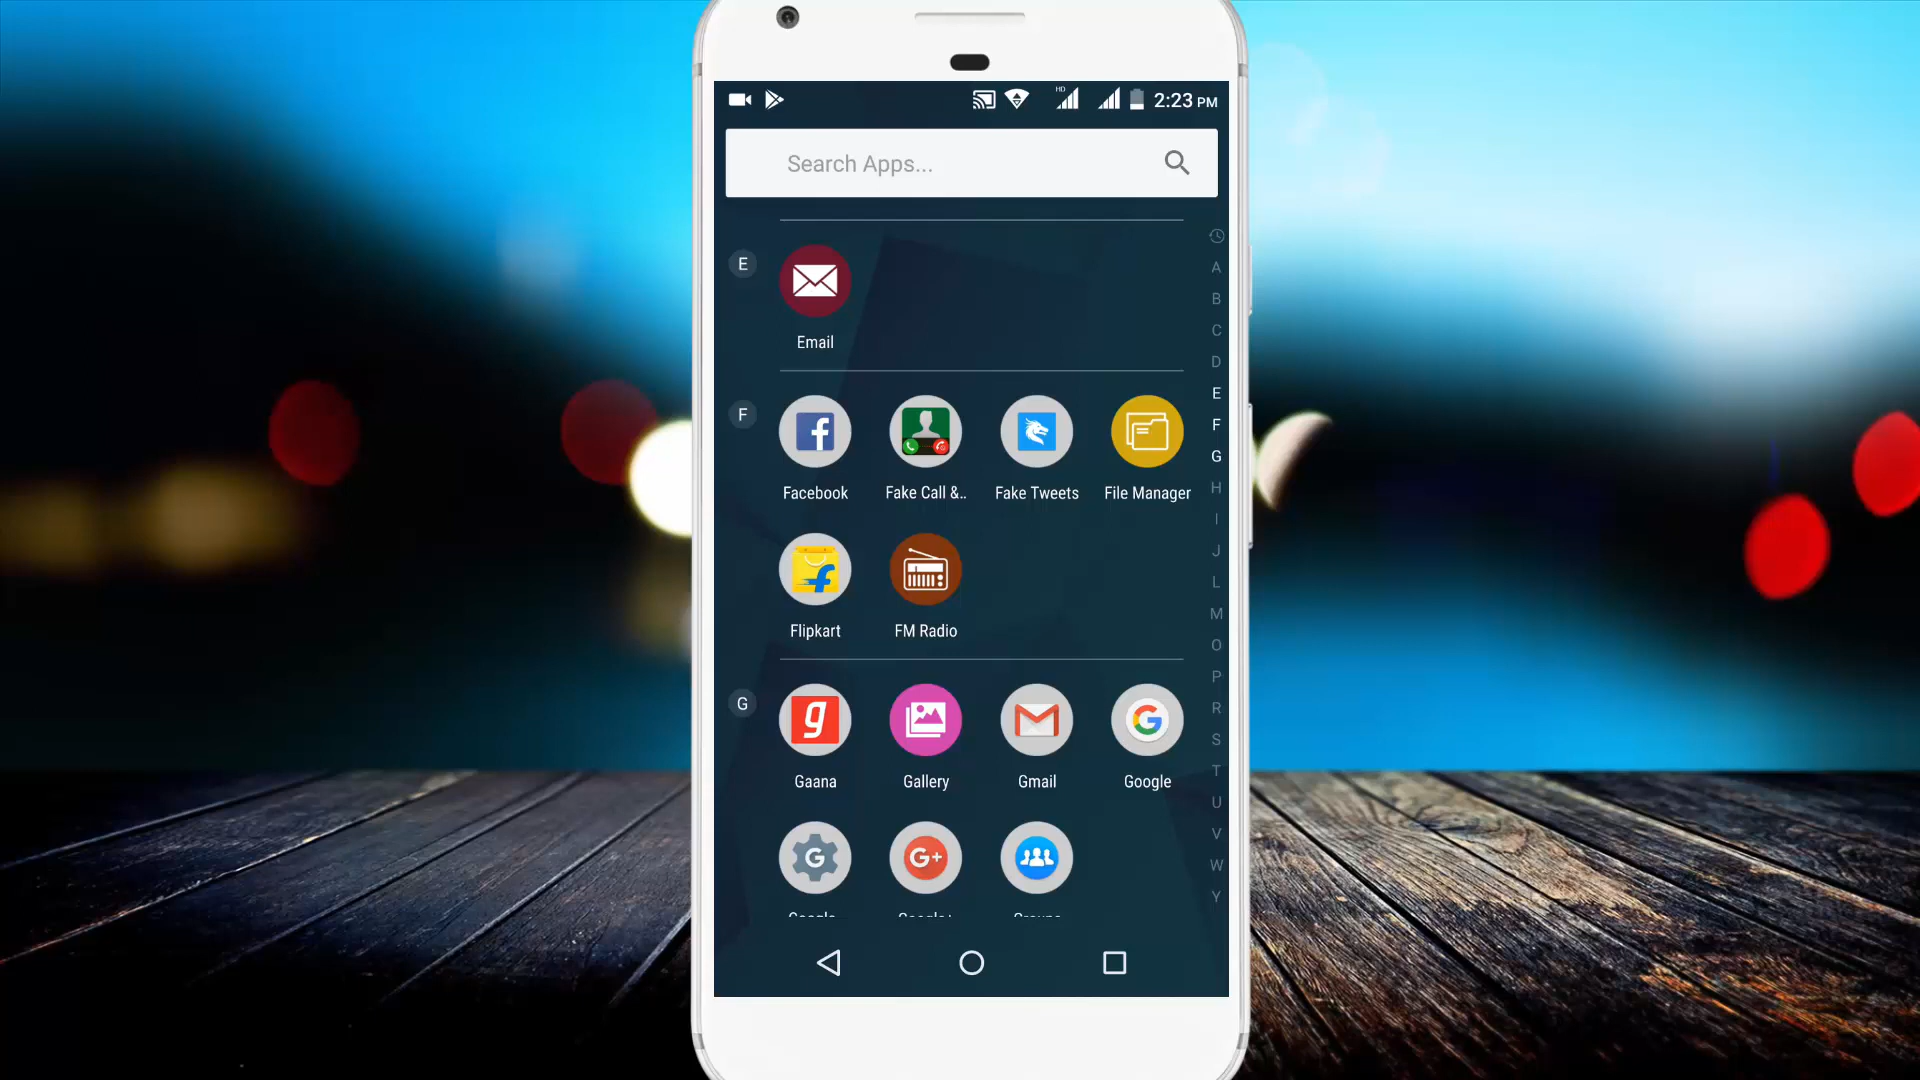 HD 2:23 PM
Search Apps...
E
Email
A
B
C
D
E
F
G
H
I
J
L
M
O
P
R
S
T
U
V
W
Y
F
Facebook Fake Call &.. Fake Tweets File Manager
Flipkart FM Radio
G
Gaana Gallery Gmail Google